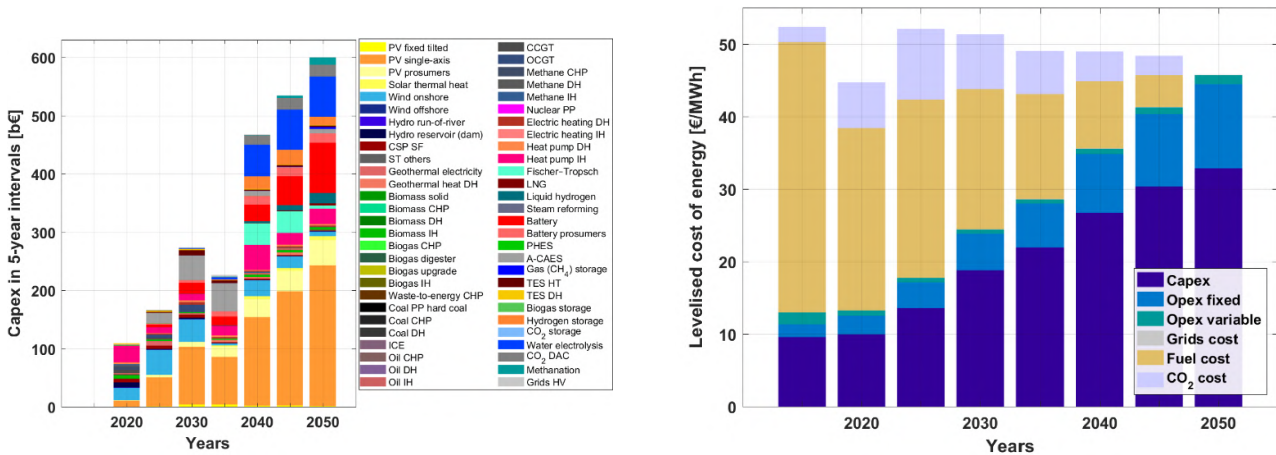 Capex in 5-year intervals [b€]
600
500
400
300
200
100
0
2020
2030
2040
2050
Years
PV fixed tilted
PV single-axis
PV prosumers
Solar thermal heat
Wind onshore
Wind offshore
Hydro run-of-river
Hydro reservoir (dam)
CSP SF
ST others
Geothermal electricity
Geothermal heat DH
Biomass solid
Biomass CHP
Biomass DH
Biomass IH
Biogas CHP
Biogas digester
Biogas upgrade
Biogas IH
Waste-to-energy CHP
Coal PP hard coal
Coal CHP
Coal DH
ICE
Oil CHP
Oil DH
Oil IH
CCGT
OCGT
Methane CHP
Methane DH
Methane IH
Nuclear PP
Electric heating DH
Electric heating IH
Heat pump DH
Heat pump IH
Fischer-Tropsch
LNG
Liquid hydrogen
Steam reforming
Battery
Battery prosumers
PHES
A-CAES
Gas (CH4) storage
TES HT
TES DH
Biogas storage
Hydrogen storage
CO2 storage
Water electrolysis
CO2 DAC
Methanation
Grids HV
Levelised cost of energy [€/MWh]
50
40
30
20
10
0
2020
2030
2040
2050
Years
Capex
Opex fixed
Opex variable
Grids cost
Fuel cost
CO2 cost